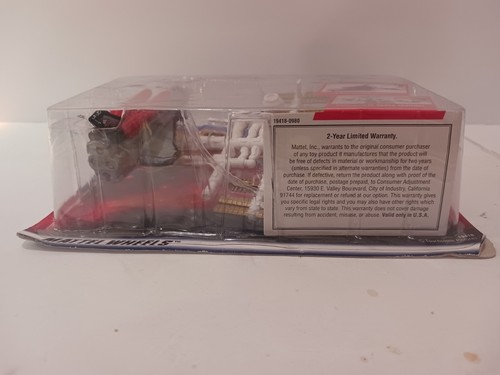 19416-0980
2-Year Limited Warranty.
Mattel, Inc., warrants to the original consumer purchaser
of any toy product it manufactures that the product will
be free of defects in material or workmanship for two years
(unless specified in alternate warranties) from the date of
purchase. If defective, return the product along with proof of the
date of purchase, postage prepaid, to Consumer Adjustment
Center, 15930 E. Valley Boulevard, City of Industry, California
91744 for replacement or refund at our option. This warranty gives
you specific legal rights and you may also have other rights which
vary from state to state. This warranty does not cover damage
resulting from accident, misuse, or abuse. Valid only in U.S.A.
MATTEL WHEELS™